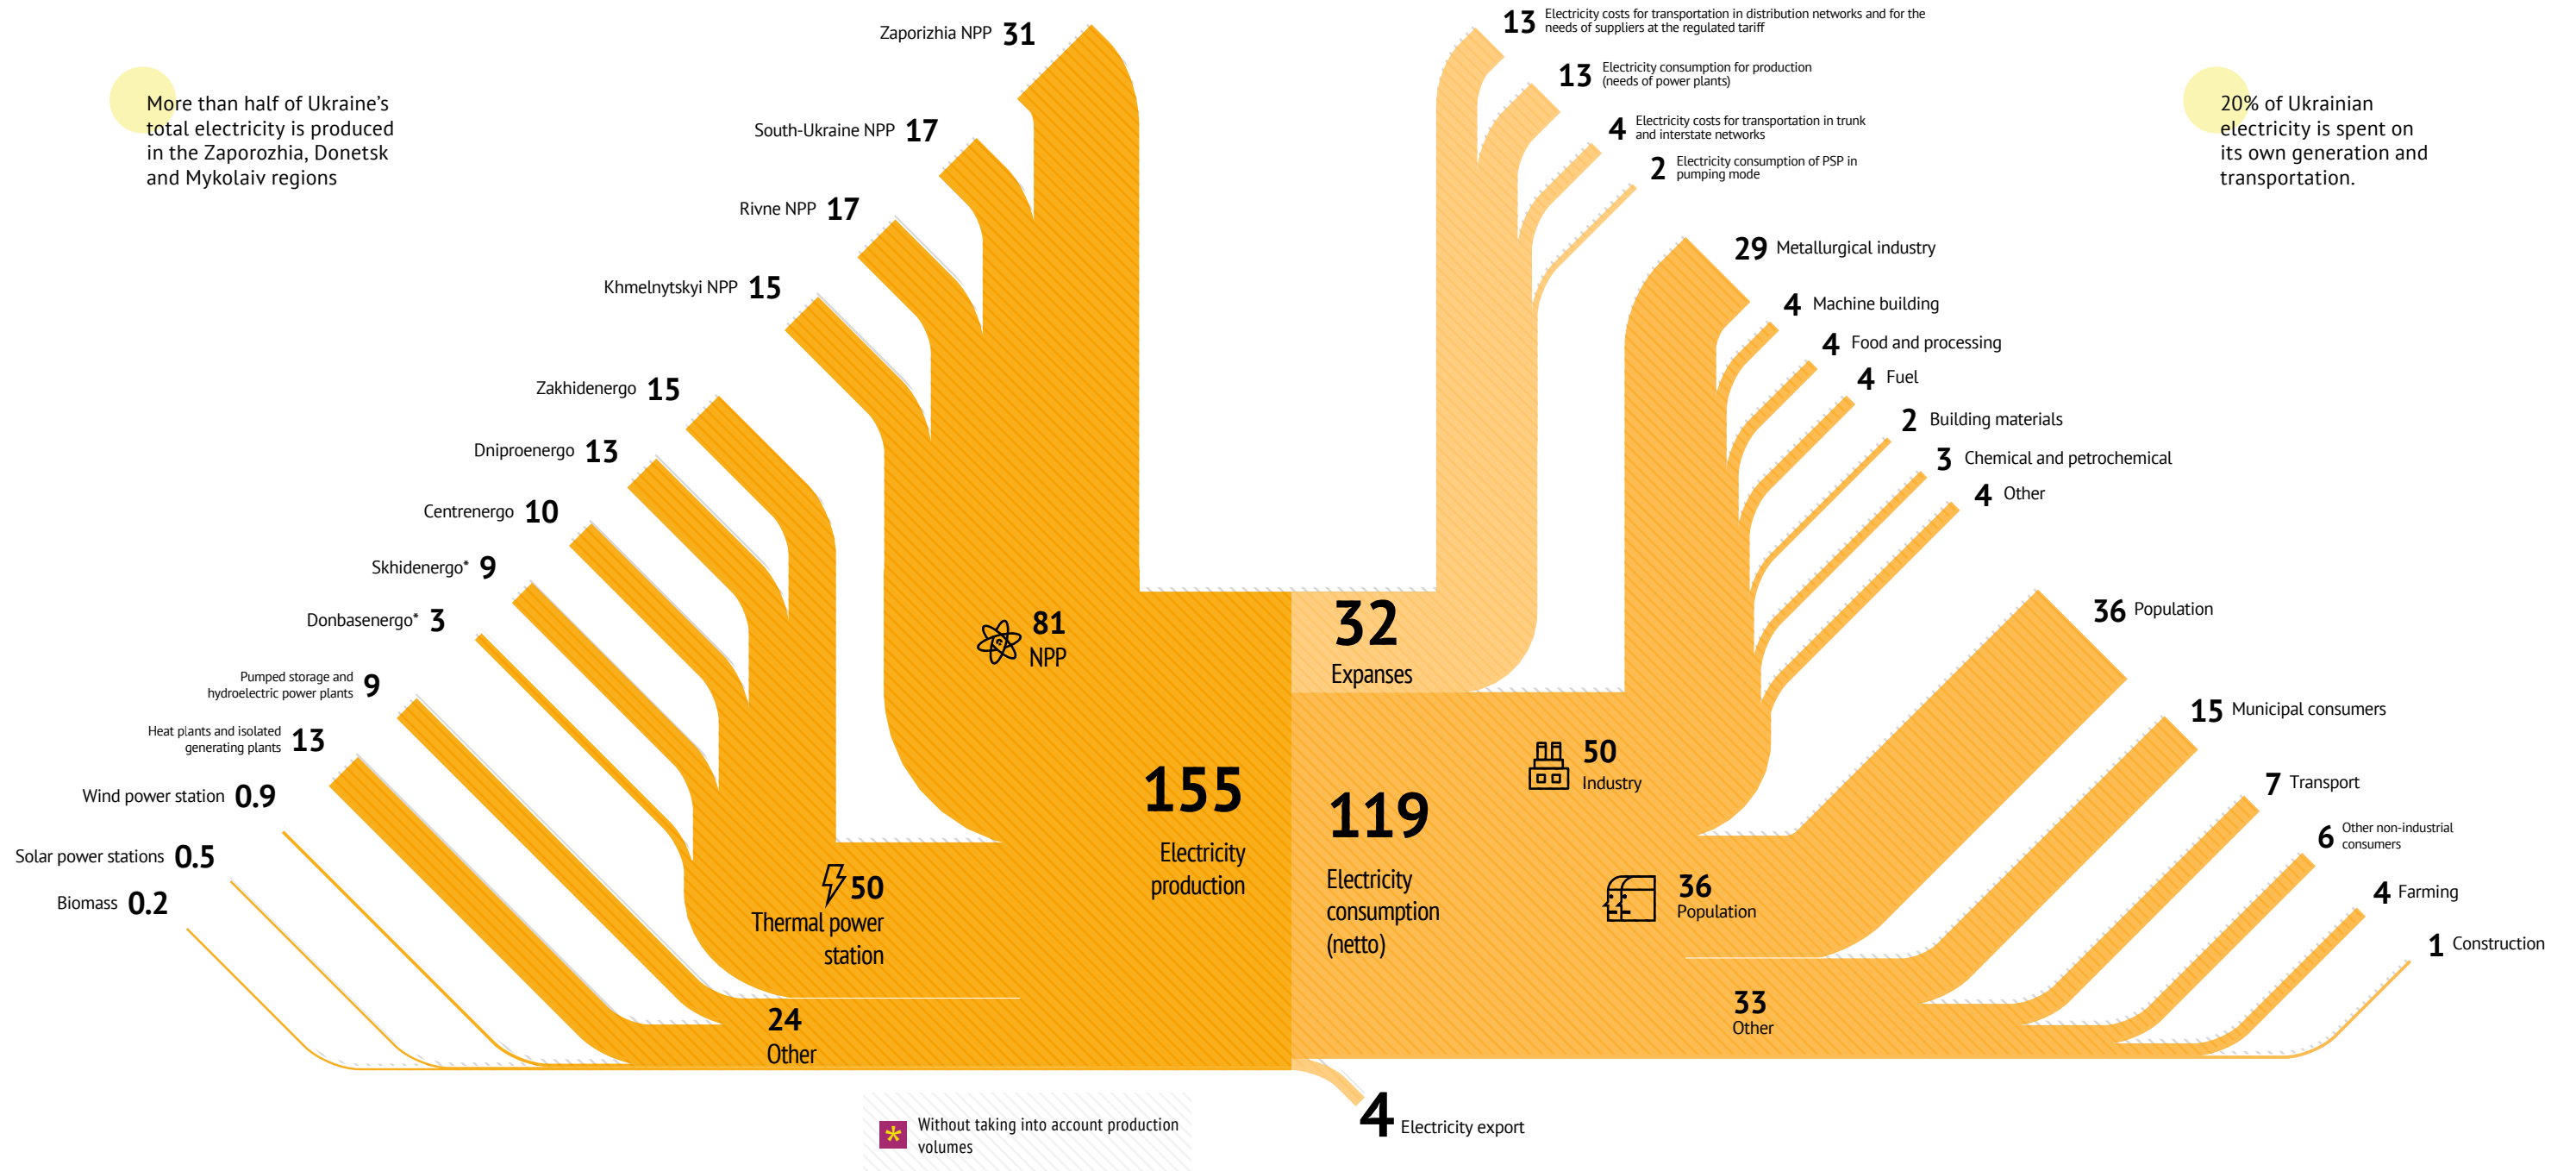 More than half of Ukraine's
total electricity is produced
in the Zaporozhia, Donetsk
and Mykolaiv regions
Zaporizhia NPP 31
South-Ukraine NPP 17
Rivne NPP 17
Khmelnytskyi NPP 15
Zakhidenergo 15
Dniproenergo 13
Centrenergo 10
Skhidenergo* 9
Donbasenergo* 3
Pumped storage and
hydroelectric power plants 9
Heat plants and isolated
generating plants 13
Wind power station 0.9
Solar power stations 0.5
Biomass 0.2
81
NPP
50
Thermal power
station
24
Other
155
Electricity
production
32
Expanses
119
Electricity
consumption
(netto)
50
Industry
36
Population
33
Other
13 Electricity costs for transportation in distribution networks and for the
needs of suppliers at the regulated tariff
13 Electricity consumption for production
(needs of power plants)
4 Electricity costs for transportation in trunk
and interstate networks
2 Electricity consumption of PSP in
pumping mode
29 Metallurgical industry
4 Machine building
4 Food and processing
4 Fuel
2 Building materials
3 Chemical and petrochemical
4 Other
36 Population
15 Municipal consumers
7 Transport
6 Other non-industrial
consumers
4 Farming
1 Construction
4 Electricity export
20% of Ukrainian
electricity is spent on
its own generation and
transportation.
* Without taking into account production
volumes